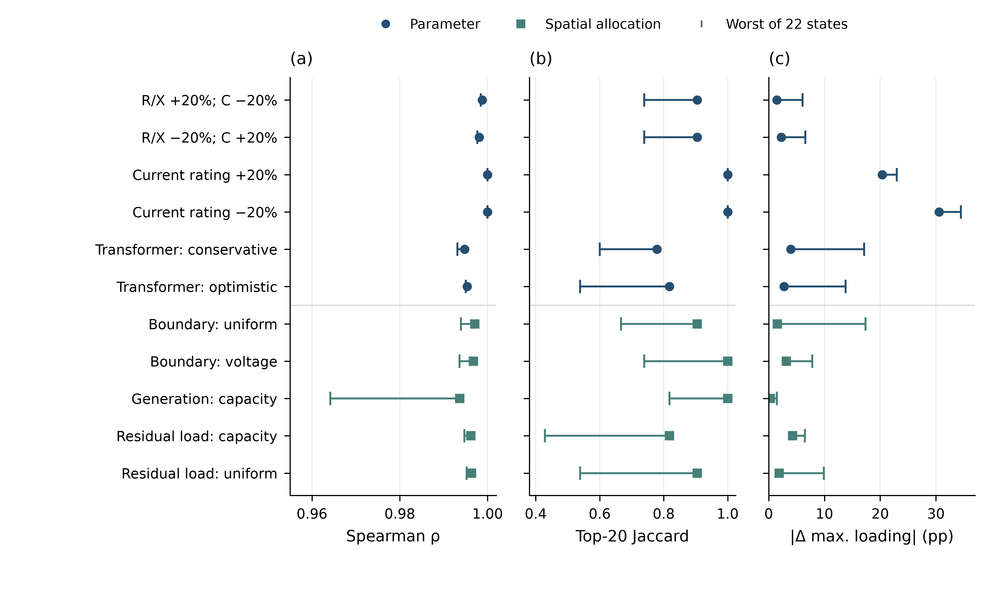 Parameter
Spatial allocation
Worst of 22 states
(a)
(b)
(c)
R/X +20%; C −20%
R/X −20%; C +20%
Current rating +20%
Current rating −20%
Transformer: conservative
Transformer: optimistic
Boundary: uniform
Boundary: voltage
Generation: capacity
Residual load: capacity
Residual load: uniform
0.96 0.98 1.00
0.4 0.6 0.8 1.0
0 10 20 30
Spearman ρ
Top-20 Jaccard
|Δ max. loading| (pp)